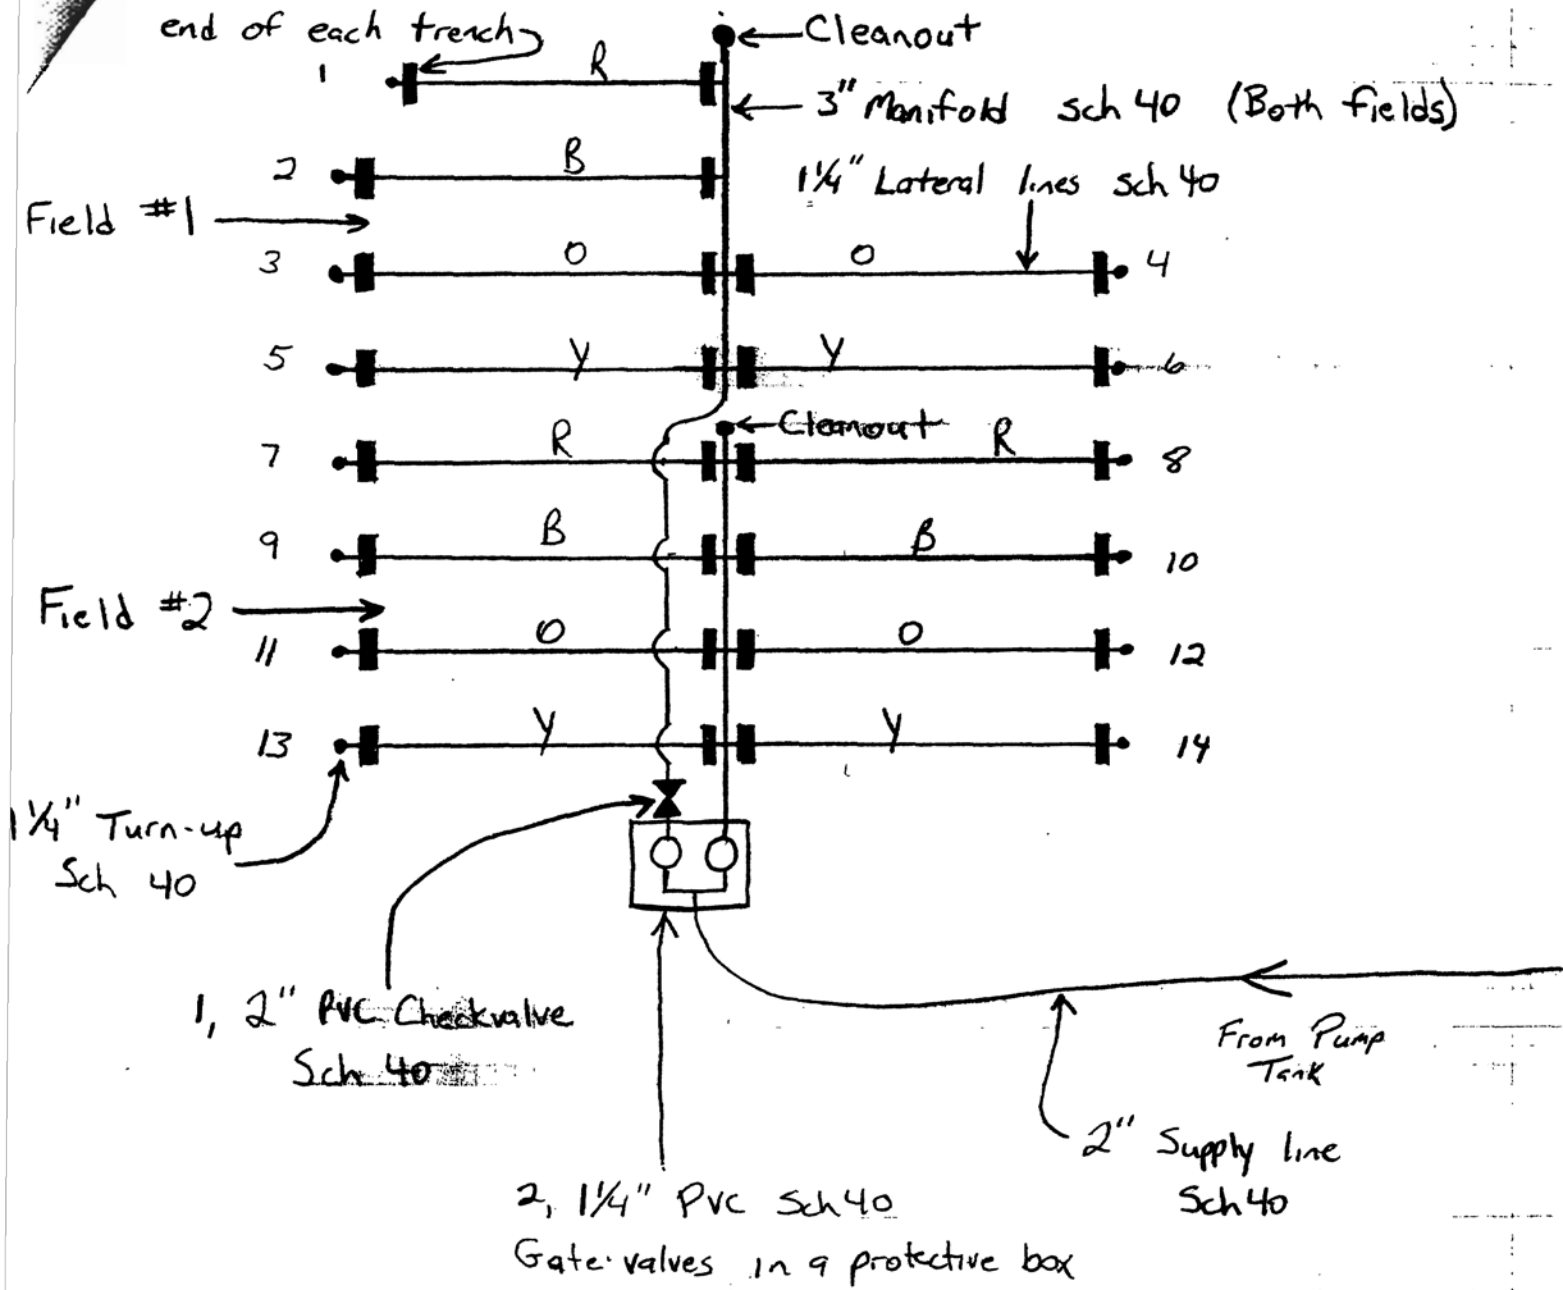 end of each trench
Cleanout
1
R
3" Manifold sch 40 (Both fields)
2
B
1¼" Lateral lines sch 40
Field #1
3
O
O
4
5
Y
Y
6
Cleanout
7
R
R
8
9
B
B
10
Field #2
11
O
O
12
13
Y
Y
14
1¼" Turn-up
Sch 40
1, 2" PVC Checkvalve
Sch 40
From Pump
Tank
2" Supply line
Sch 40
2, 1¼" PVC Sch 40
Gate valves in a protective box